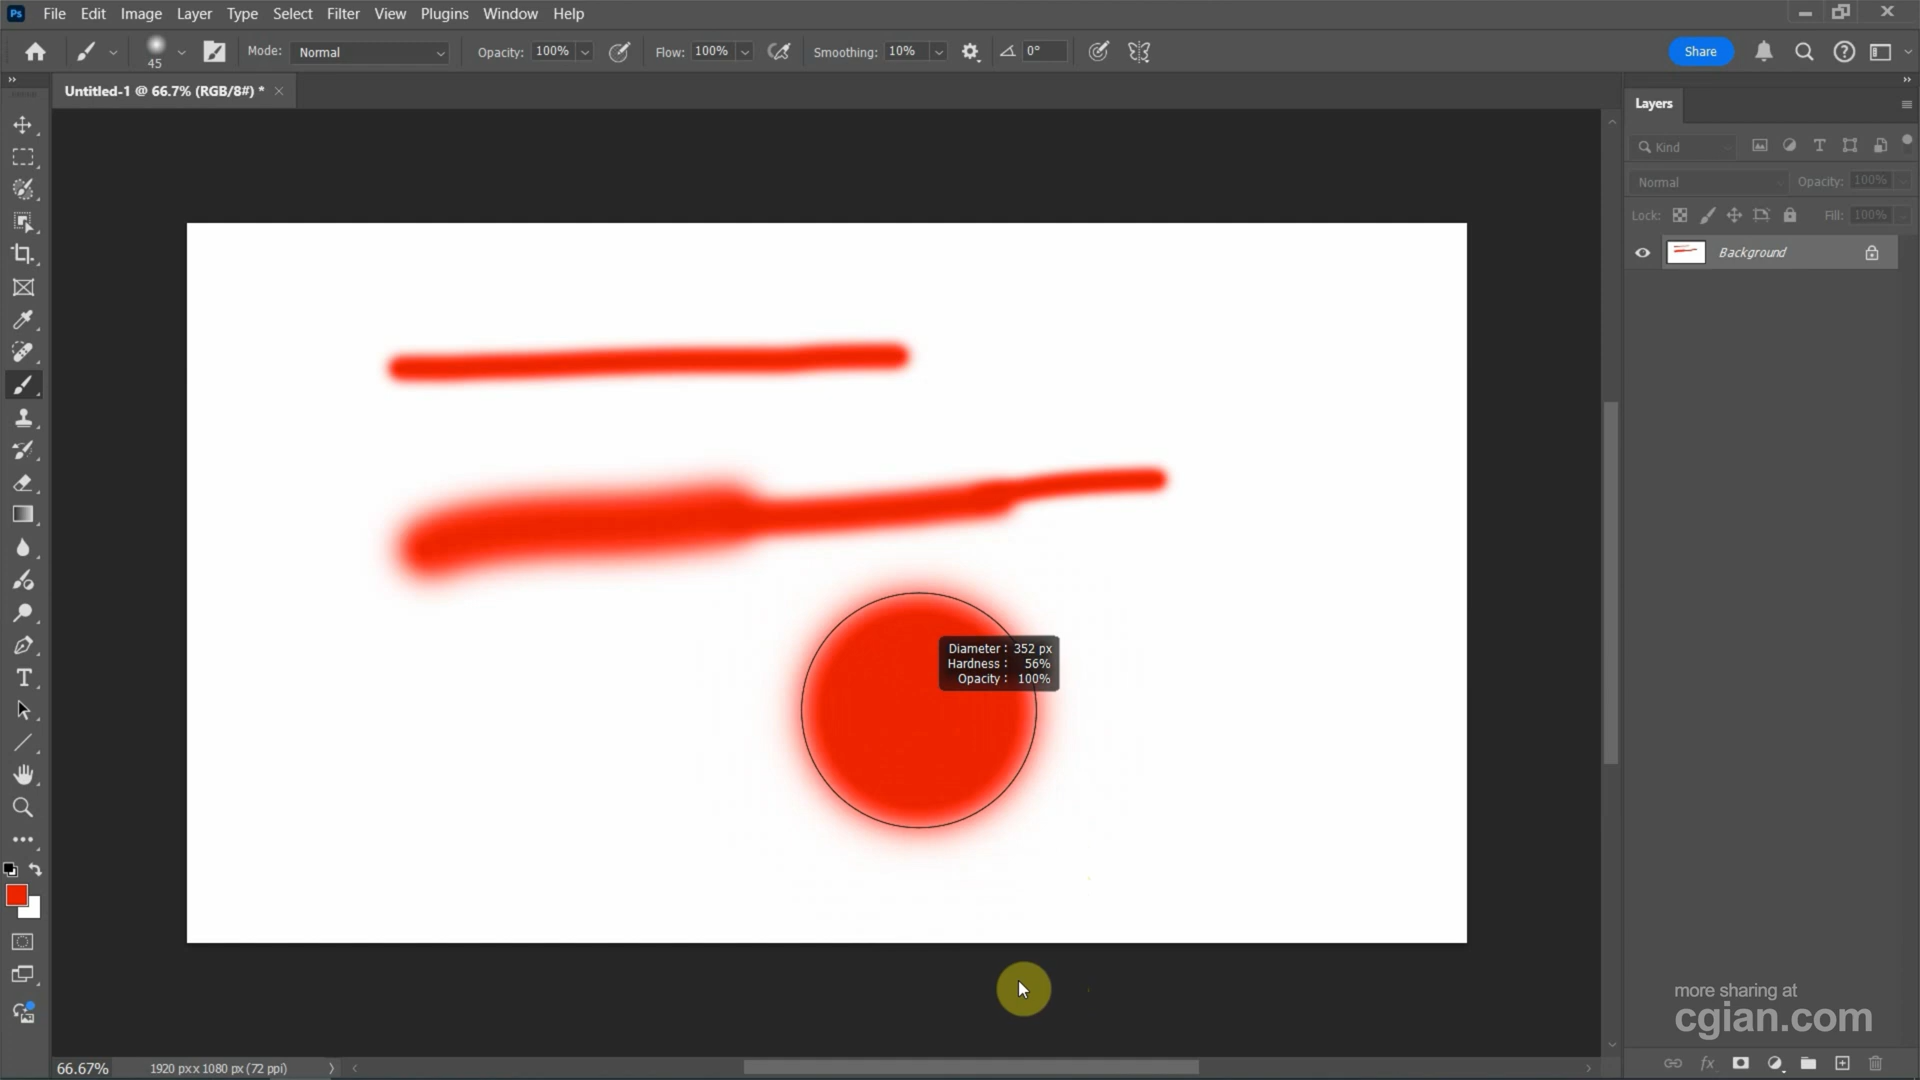 Ps File Edit Image Layer Type Select Filter View Plugins Window Help
45 Mode: Normal Opacity: 100% Flow: 100% Smoothing: 10% 0° Share
Untitled-1 @ 66.7% (RGB/8#) *
Layers
Kind
Normal Opacity: 100%
Lock: Fill: 100%
Background
Diameter: 352 px
Hardness: 56%
Opacity: 100%
more sharing at
cgian.com
66.67% 1920 px x 1080 px (72 ppi)
fx